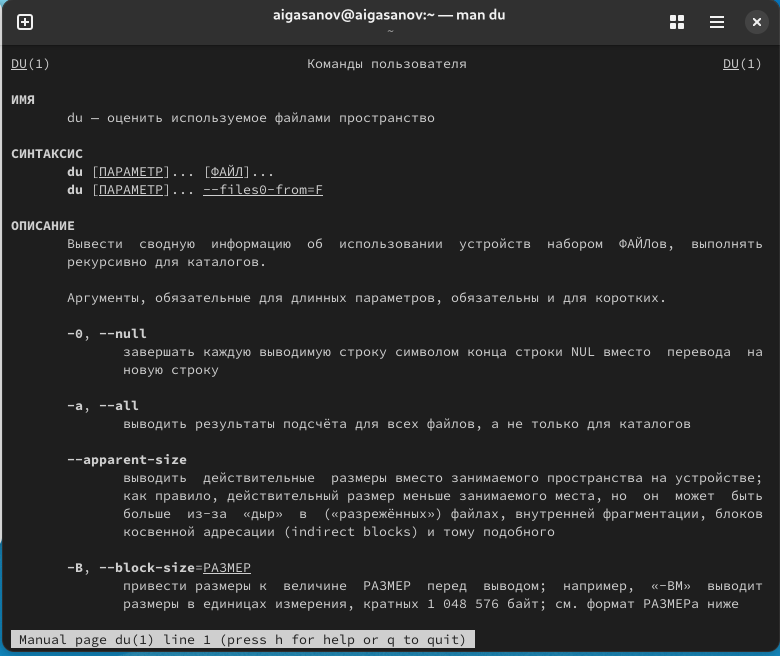 aigasanov@aigasanov:~ — man du
~
DU(1) Команды пользователя DU(1)
ИМЯ
du — оценить используемое файлами пространство
СИНТАКСИС
du [ПАРАМЕТР]... [ФАЙЛ]...
du [ПАРАМЕТР]... --files0-from=F
ОПИСАНИЕ
Вывести сводную информацию об использовании устройств набором ФАЙЛов, выполнять
рекурсивно для каталогов.
Аргументы, обязательные для длинных параметров, обязательны и для коротких.
-0, --null
завершать каждую выводимую строку символом конца строки NUL вместо перевода на
новую строку
-a, --all
выводить результаты подсчёта для всех файлов, а не только для каталогов
--apparent-size
выводить действительные размеры вместо занимаемого пространства на устройстве;
как правило, действительный размер меньше занимаемого места, но он может быть
больше из-за «дыр» в («разрежённых») файлах, внутренней фрагментации, блоков
косвенной адресации (indirect blocks) и тому подобного
-B, --block-size=РАЗМЕР
привести размеры к величине РАЗМЕР перед выводом; например, «-BM» выводит
размеры в единицах измерения, кратных 1 048 576 байт; см. формат РАЗМЕРа ниже
Manual page du(1) line 1 (press h for help or q to quit)